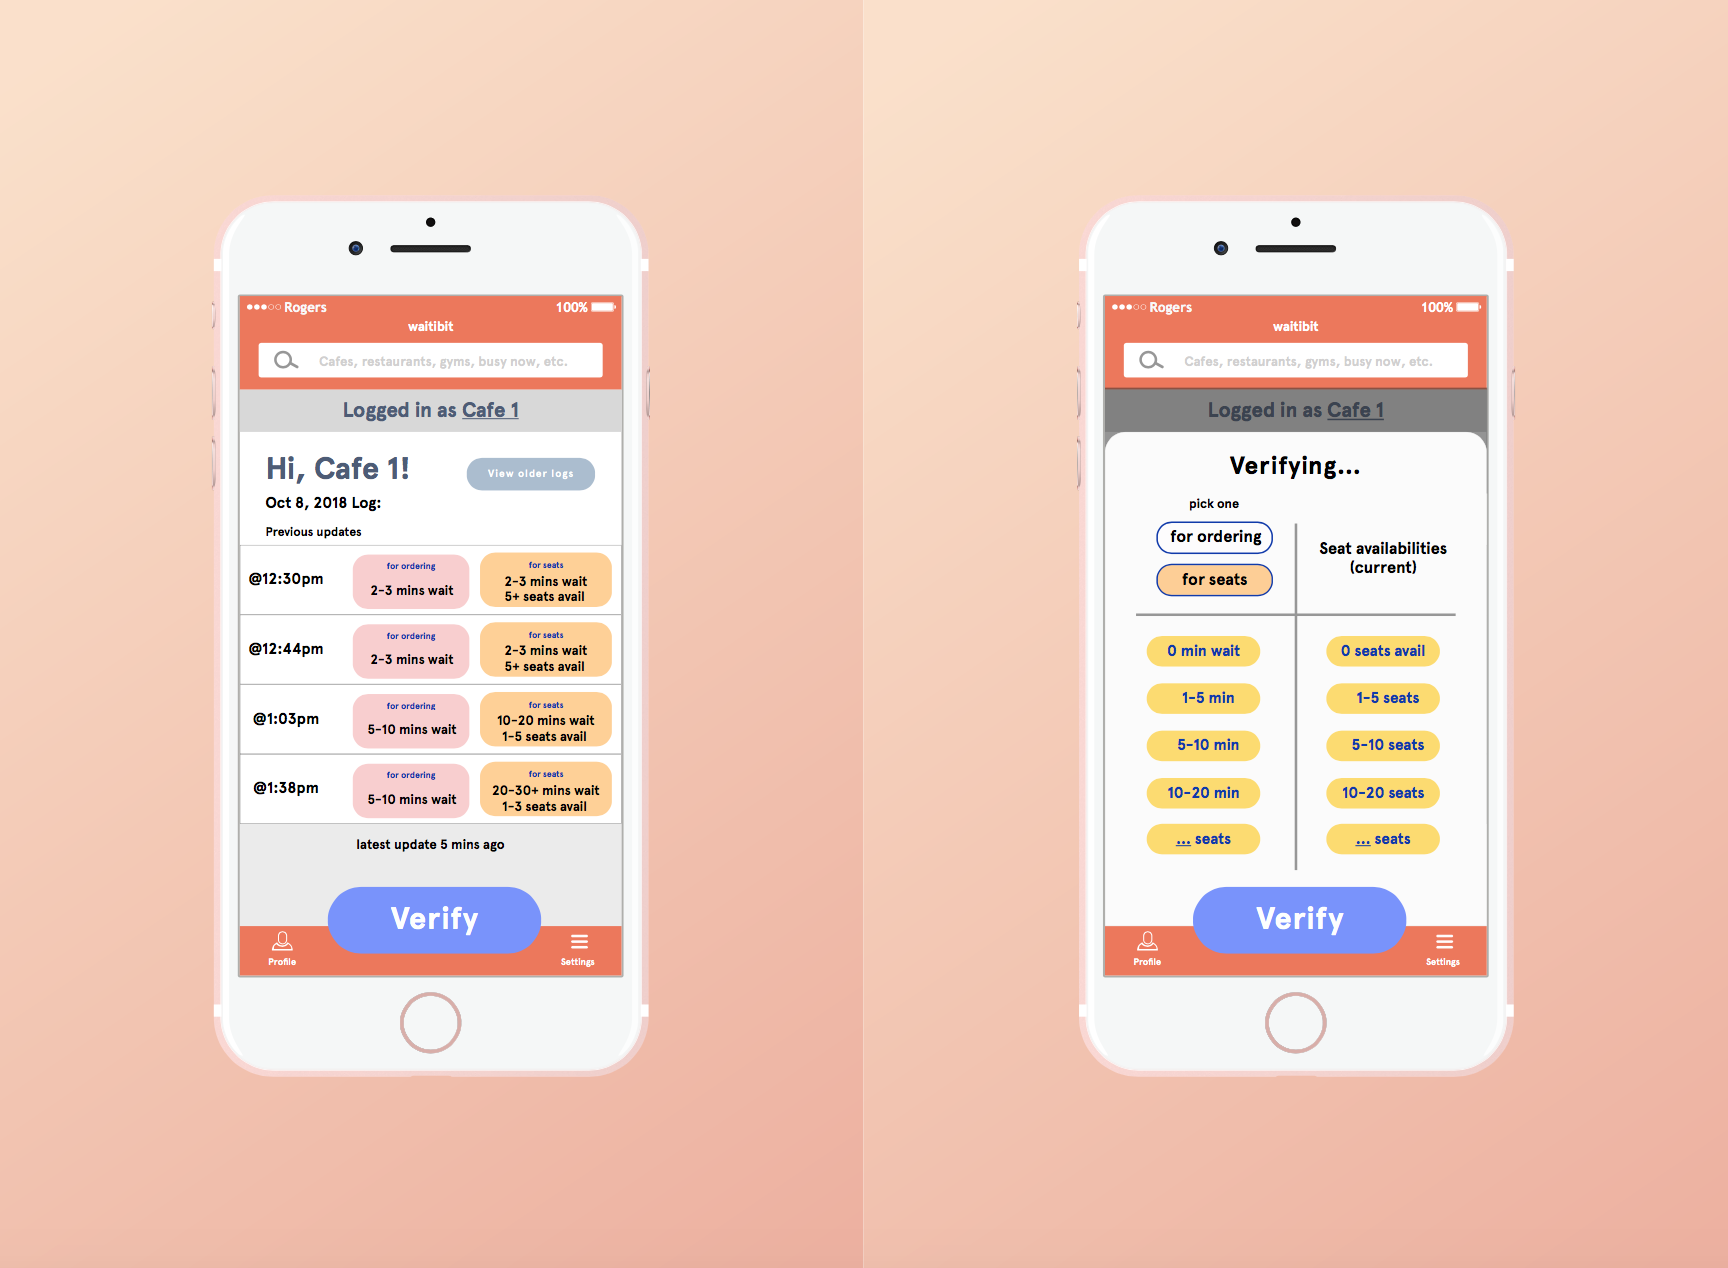 Rogers
100%
waitibit
Cafes, restaurants, gyms, busy now, etc.
Logged in as Cafe 1
Hi, Cafe 1!
View older logs
Oct 8, 2018 Log:
Previous updates
@12:30pm
for ordering
2-3 mins wait
for seats
2-3 mins wait
5+ seats avail
@12:44pm
for ordering
2-3 mins wait
for seats
2-3 mins wait
5+ seats avail
@1:03pm
for ordering
5-10 mins wait
for seats
10-20 mins wait
1-5 seats avail
@1:38pm
for ordering
5-10 mins wait
for seats
20-30+ mins wait
1-3 seats avail
latest update 5 mins ago
Verify
Profile
Settings
Rogers
100%
waitibit
Cafes, restaurants, gyms, busy now, etc.
Logged in as Cafe 1
Verifying...
pick one
for ordering
for seats
Seat availabilities
(current)
0 min wait
0 seats avail
1-5 min
1-5 seats
5-10 min
5-10 seats
10-20 min
10-20 seats
... seats
... seats
Verify
Profile
Settings